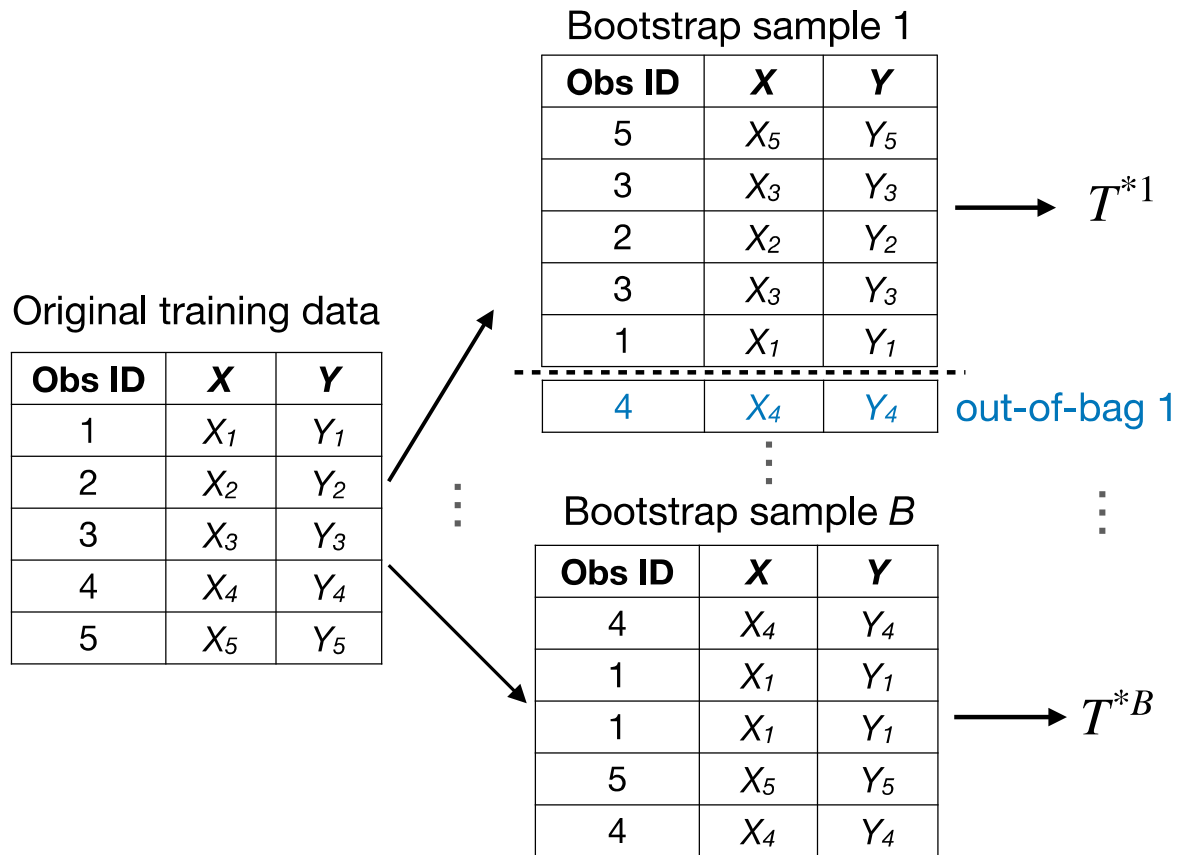 Bootstrap sample 1
Obs ID X Y
5 X₅ Y₅
3 X₃ Y₃
2 X₂ Y₂
3 X₃ Y₃
1 X₁ Y₁
4 X₄ Y₄ out-of-bag 1
T*¹
Original training data
Obs ID X Y
1 X₁ Y₁
2 X₂ Y₂
3 X₃ Y₃
4 X₄ Y₄
5 X₅ Y₅
Bootstrap sample B
Obs ID X Y
4 X₄ Y₄
1 X₁ Y₁
1 X₁ Y₁
5 X₅ Y₅
4 X₄ Y₄
T*ᴮ